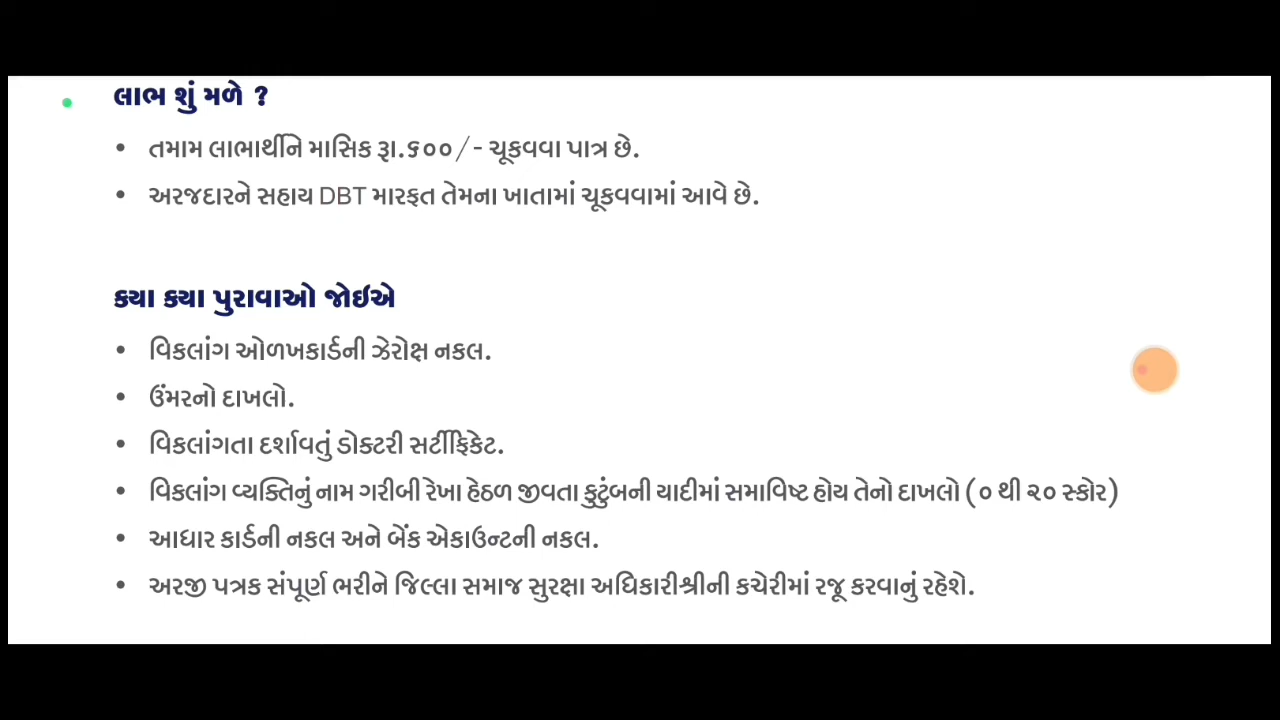 લાભ શું મળે ?
• તમામ લાભાર્થીને માસિક રૂા.૬૦૦/- ચૂકવવા પાત્ર છે.
• અરજદારને સહાય DBT મારફત તેમના ખાતામાં ચૂકવવામાં આવે છે.
ક્યા ક્યા પુરાવાઓ જોઇએ
• વિકલાંગ ઓળખકાર્ડની ઝેરોક્ષ નકલ.
• ઉંમરનો દાખલો.
• વિકલાંગતા દર્શાવતું ડોક્ટરી સર્ટીફિકેટ.
• વિકલાંગ વ્યક્તિનું નામ ગરીબી રેખા હેઠળ જીવતા કુટુંબની યાદીમાં સમાવિષ્ટ હોય તેનો દાખલો (૦ થી ૨૦ સ્કોર)
• આધાર કાર્ડની નકલ અને બેંક એકાઉન્ટની નકલ.
• અરજી પત્રક સંપૂર્ણ ભરીને જિલ્લા સમાજ સુરક્ષા અધિકારીશ્રીની કચેરીમાં રજૂ કરવાનું રહેશે.